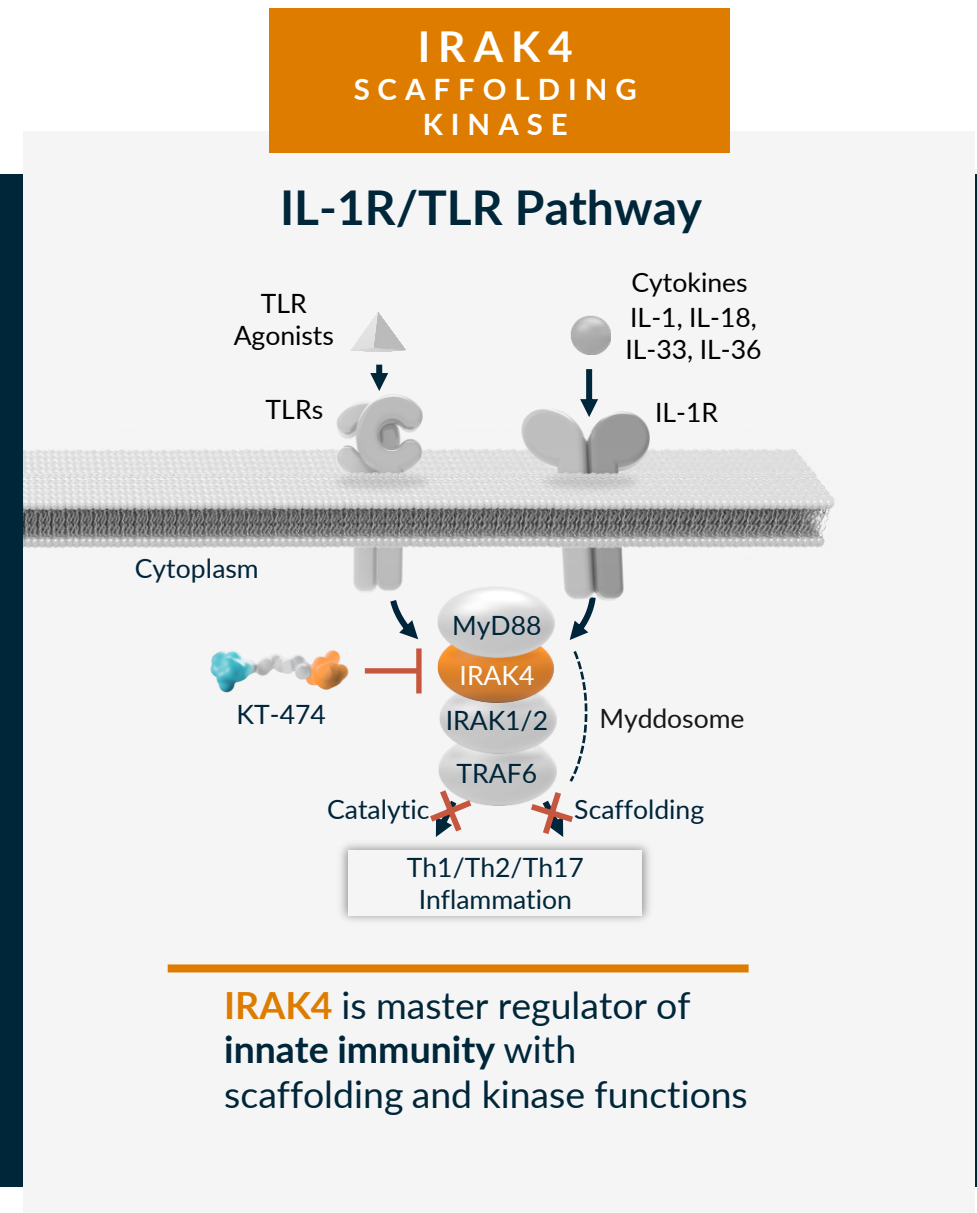 IRAK4
SCAFFOLDING
KINASE
IL-1R/TLR Pathway
TLR
Agonists
Cytokines
IL-1, IL-18,
IL-33, IL-36
TLRs
IL-1R
Cytoplasm
MyD88
IRAK4
KT-474
IRAK1/2
Myddosome
TRAF6
Catalytic
Scaffolding
Th1/Th2/Th17
Inflammation
IRAK4 is master regulator of
innate immunity with
scaffolding and kinase functions